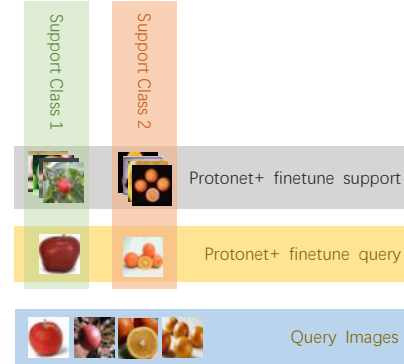 Support Class 1
Support Class 2
Protonet+ finetune support
Protonet+ finetune query
Query Images